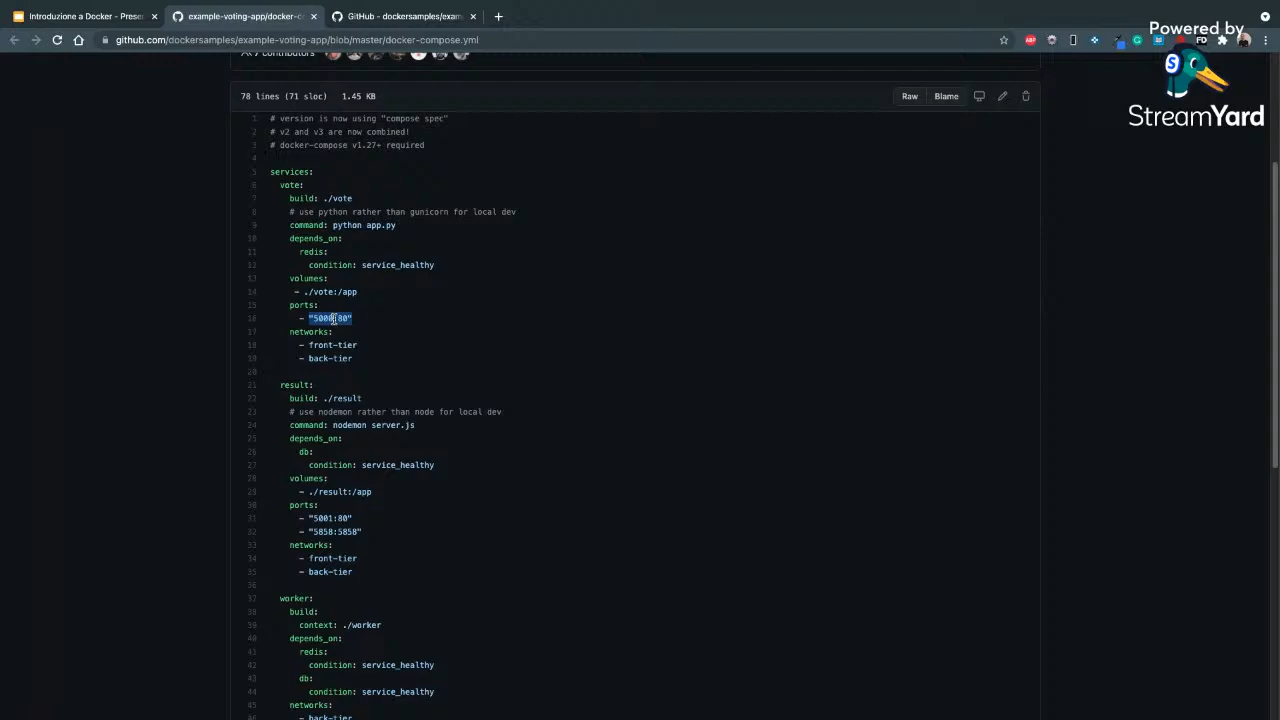 Introduzione a Docker - Prese
example-voting-app/docker-c
GitHub - dockersamples/exam
github.com/dockersamples/example-voting-app/blob/master/docker-compose.yml
Powered by
StreamYard
7 contributors
78 lines (71 sloc) 1.45 KB
Raw Blame
1 # version is now using "compose spec"
2 # v2 and v3 are now combined!
3 # docker-compose v1.27+ required
4
5 services:
6 vote:
7 build: ./vote
8 # use python rather than gunicorn for local dev
9 command: python app.py
10 depends_on:
11 redis:
12 condition: service_healthy
13 volumes:
14 - ./vote:/app
15 ports:
16 - "5000:80"
17 networks:
18 - front-tier
19 - back-tier
20
21 result:
22 build: ./result
23 # use nodemon rather than node for local dev
24 command: nodemon server.js
25 depends_on:
26 db:
27 condition: service_healthy
28 volumes:
29 - ./result:/app
30 ports:
31 - "5001:80"
32 - "5858:5858"
33 networks:
34 - front-tier
35 - back-tier
36
37 worker:
38 build:
39 context: ./worker
40 depends_on:
41 redis:
42 condition: service_healthy
43 db:
44 condition: service_healthy
45 networks:
46 - back-tier